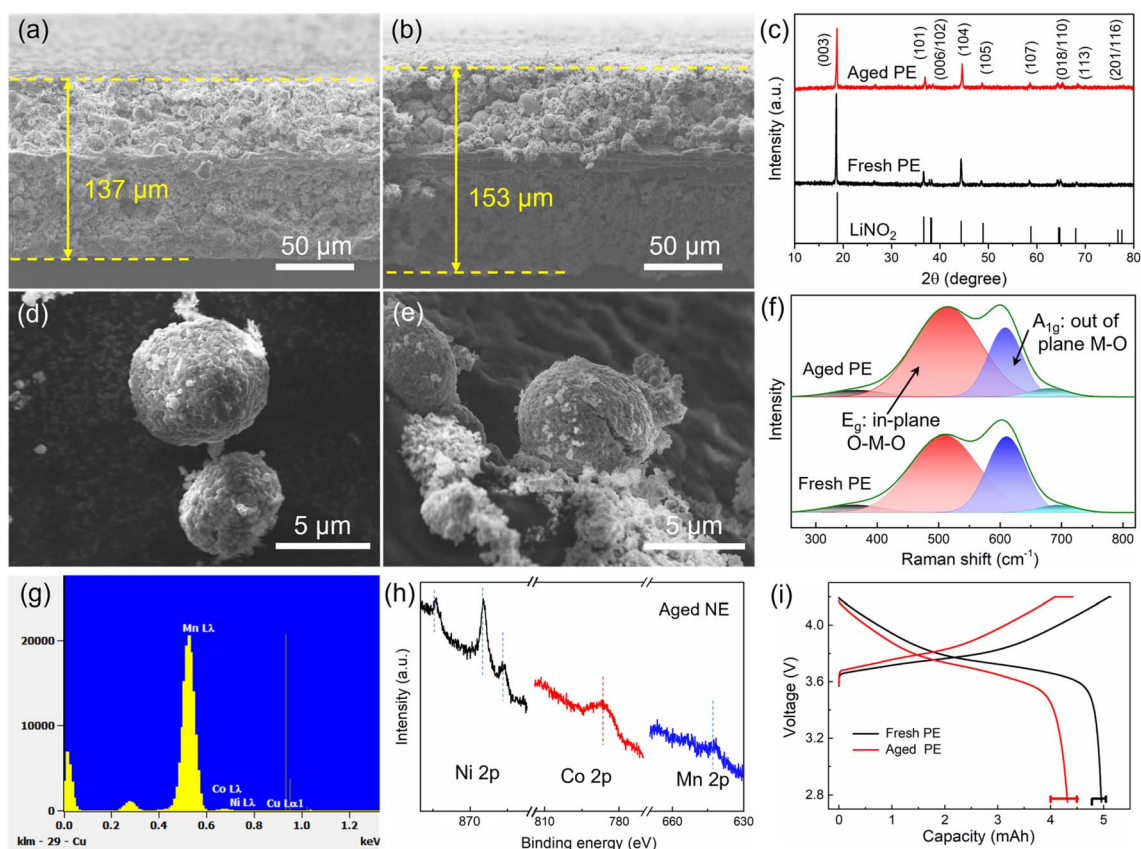 (a)
137 µm
50 µm
(b)
153 µm
50 µm
(c)
Intensity (a.u.)
(003)
(101)
(006/102)
(104)
(105)
(107)
(018/110)
(113)
(201/116)
Aged PE
Fresh PE
LiNO2
10 20 30 40 50 60 70 80
2θ (degree)
(d)
5 µm
(e)
5 µm
(f)
Intensity
A1g: out of
plane M-O
Aged PE
Eg: in-plane
O-M-O
Fresh PE
300 400 500 600 700 800
Raman shift (cm-1)
(g)
20000
10000
0
Mn Lλ
Co Lλ
Ni Lλ
Cu Lα1
0.0 0.2 0.4 0.6 0.8 1.0 1.2
klm - 29 - Cu
keV
(h)
Intensity (a.u.)
Aged NE
Ni 2p
Co 2p
Mn 2p
870 810 780 660 630
Binding energy (eV)
(i)
Voltage (V)
4.2
3.6
3.2
2.8
Fresh PE
Aged PE
0 1 2 3 4 5
Capacity (mAh)